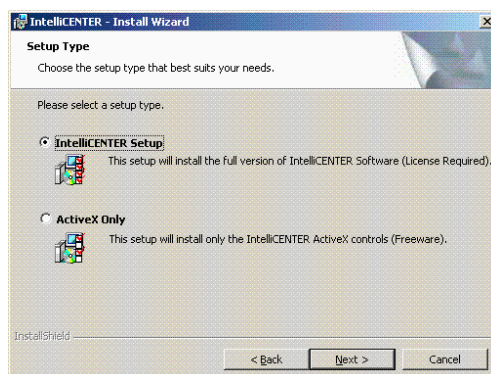 IntelliCENTER - Install Wizard
Setup Type
Choose the setup type that best suits your needs.
Please select a setup type.
IntelliCENTER Setup
This setup will install the full version of IntelliCENTER Software (License Required).
ActiveX Only
This setup will install only the IntelliCENTER ActiveX controls (Freeware).
InstallShield
< Back
Next >
Cancel